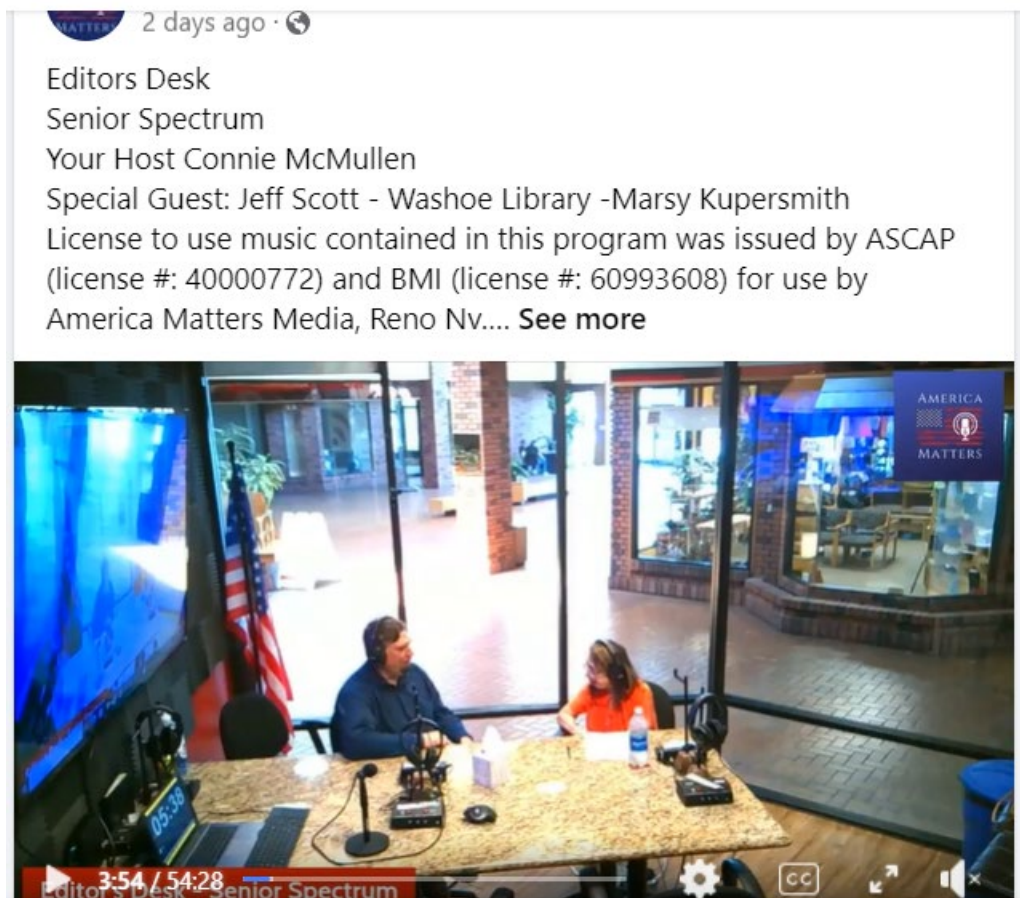 MATTERS
2 days ago ·
Editors Desk
Senior Spectrum
Your Host Connie McMullen
Special Guest: Jeff Scott - Washoe Library -Marsy Kupersmith
License to use music contained in this program was issued by ASCAP
(license #: 40000772) and BMI (license #: 60993608) for use by
America Matters Media, Reno Nv.... See more
AMERICA
MATTERS
05:38
3:54 / 54:28
CC
Editor's Desk - Senior Spectrum